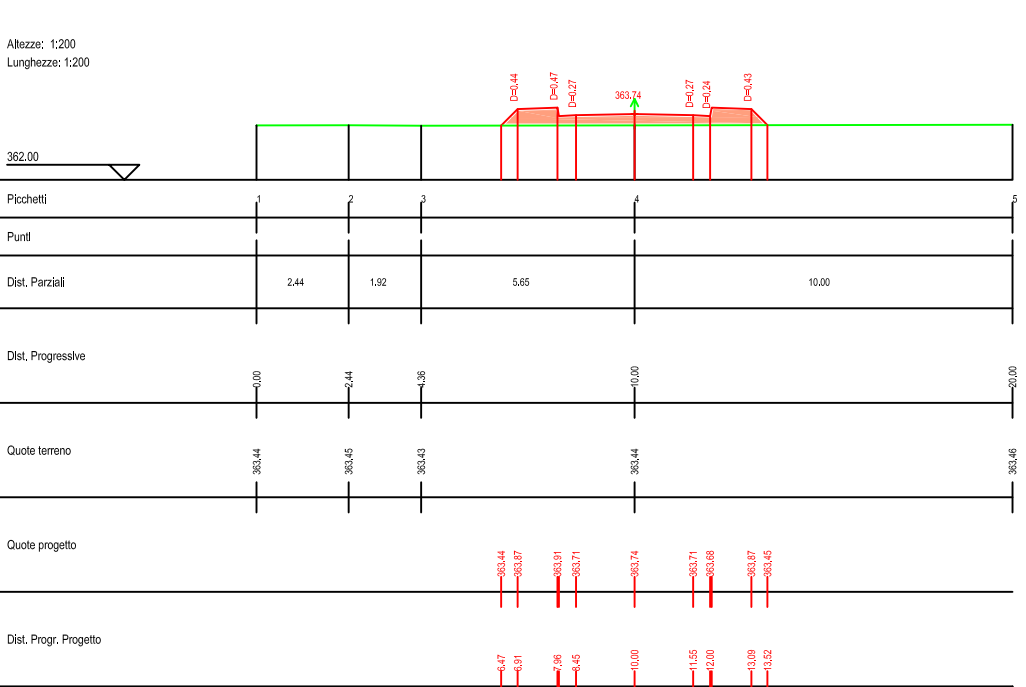 Altezze: 1:200
Lunghezze: 1:200
D=0.44
D=0.47
D=0.27
363.74
D=0.27
D=0.24
D=0.43
362.00
Picchetti
1 2 3 4 5
Punti
Dist. Parziali
2.44 1.92 5.65 10.00
Dist. Progressive
0.00 2.44 4.36 10.00 20.00
Quote terreno
363.44 363.45 363.43 363.44 363.46
Quote progetto
363.44 363.87 363.91 363.71 363.74 363.71 363.68 363.87 363.45
Dist. Progr. Progetto
6.47 6.91 7.96 8.45 10.00 11.55 12.00 13.09 13.52